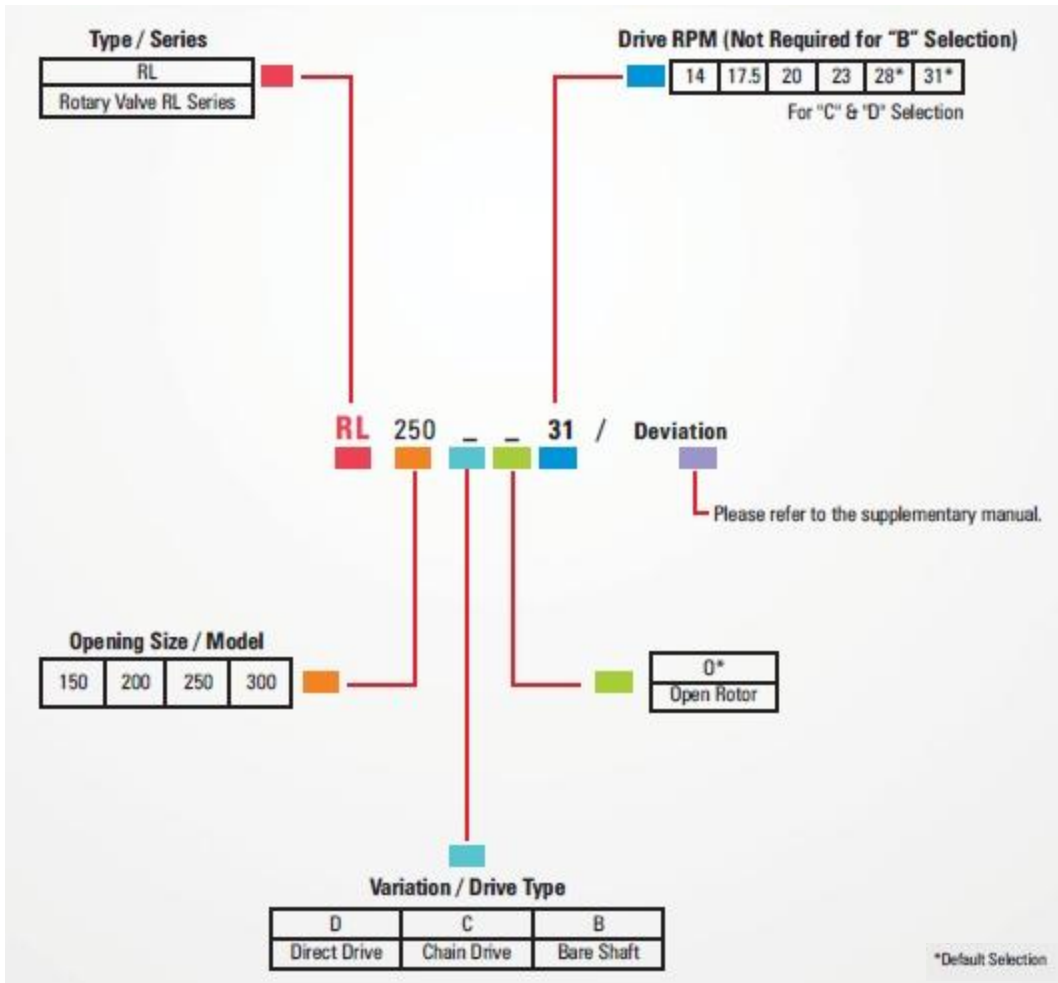 Type / Series
RL
Rotary Valve RL Series
Drive RPM (Not Required for "B" Selection)
14 17.5 20 23 28* 31*
For "C" & "D" Selection
RL 250 _ _ 31 / Deviation
Please refer to the supplementary manual.
Opening Size / Model
150 200 250 300
O*
Open Rotor
Variation / Drive Type
D C B
Direct Drive Chain Drive Bare Shaft
*Default Selection